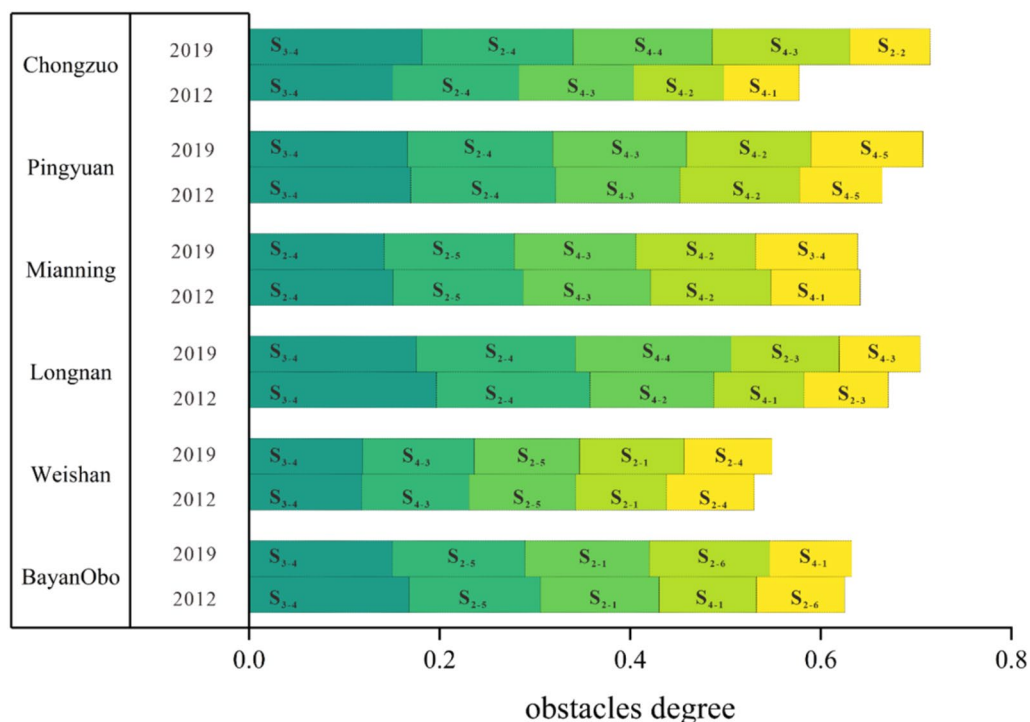 Chongzuo
2019 S₃₋₄ S₂₋₄ S₄₋₄ S₄₋₃ S₂₋₂
2012 S₃₋₄ S₂₋₄ S₄₋₃ S₄₋₂ S₄₋₁
Pingyuan
2019 S₃₋₄ S₂₋₄ S₄₋₃ S₄₋₂ S₄₋₅
2012 S₃₋₄ S₂₋₄ S₄₋₃ S₄₋₂ S₄₋₅
Mianning
2019 S₂₋₄ S₂₋₅ S₄₋₃ S₄₋₂ S₃₋₄
2012 S₂₋₄ S₂₋₅ S₄₋₃ S₄₋₂ S₄₋₁
Longnan
2019 S₃₋₄ S₂₋₄ S₄₋₄ S₂₋₃ S₄₋₃
2012 S₃₋₄ S₂₋₄ S₄₋₂ S₄₋₁ S₂₋₃
Weishan
2019 S₃₋₄ S₄₋₃ S₂₋₅ S₂₋₁ S₂₋₄
2012 S₃₋₄ S₄₋₃ S₂₋₅ S₂₋₁ S₂₋₄
BayanObo
2019 S₃₋₄ S₂₋₅ S₂₋₁ S₂₋₆ S₄₋₁
2012 S₃₋₄ S₂₋₅ S₂₋₁ S₄₋₁ S₂₋₆
0.0 0.2 0.4 0.6 0.8
obstacles degree